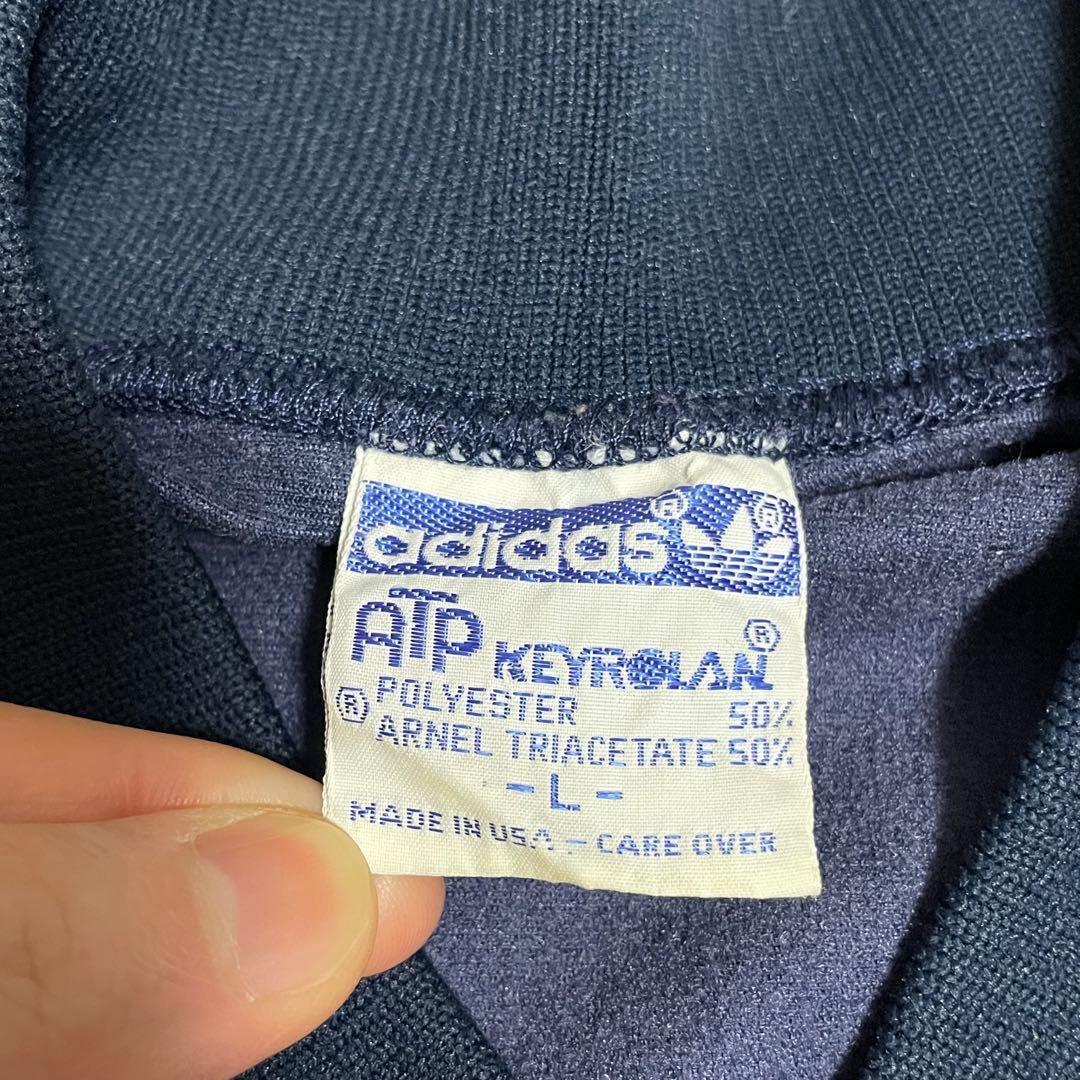 adidas®®
ATP KEYROLAN®
POLYESTER 50%
® ARNEL TRIACETATE 50%
- L -
MADE IN USA - CARE OVER